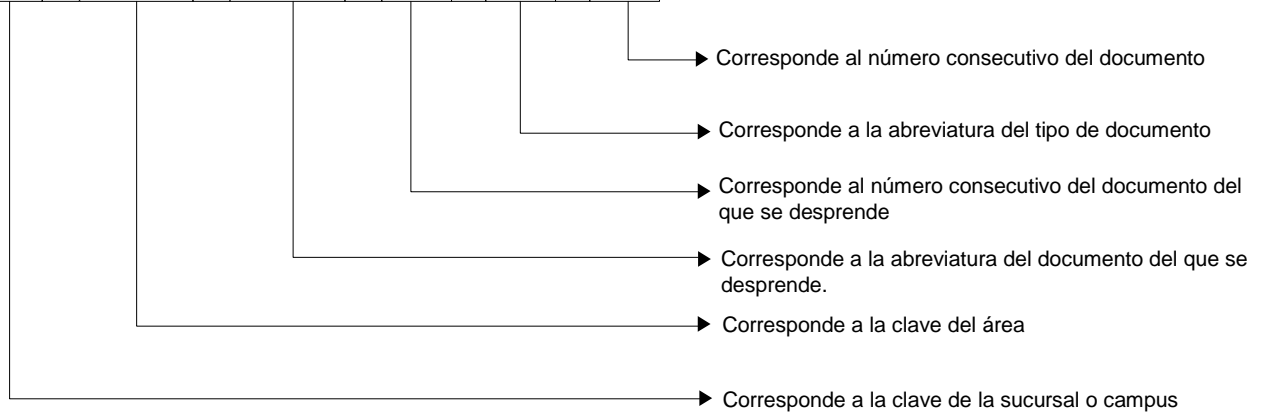 Corresponde al número consecutivo del documento
Corresponde a la abreviatura del tipo de documento
Corresponde al número consecutivo del documento del
que se desprende
Corresponde a la abreviatura del documento del que se
desprende.
Corresponde a la clave del área
Corresponde a la clave de la sucursal o campus